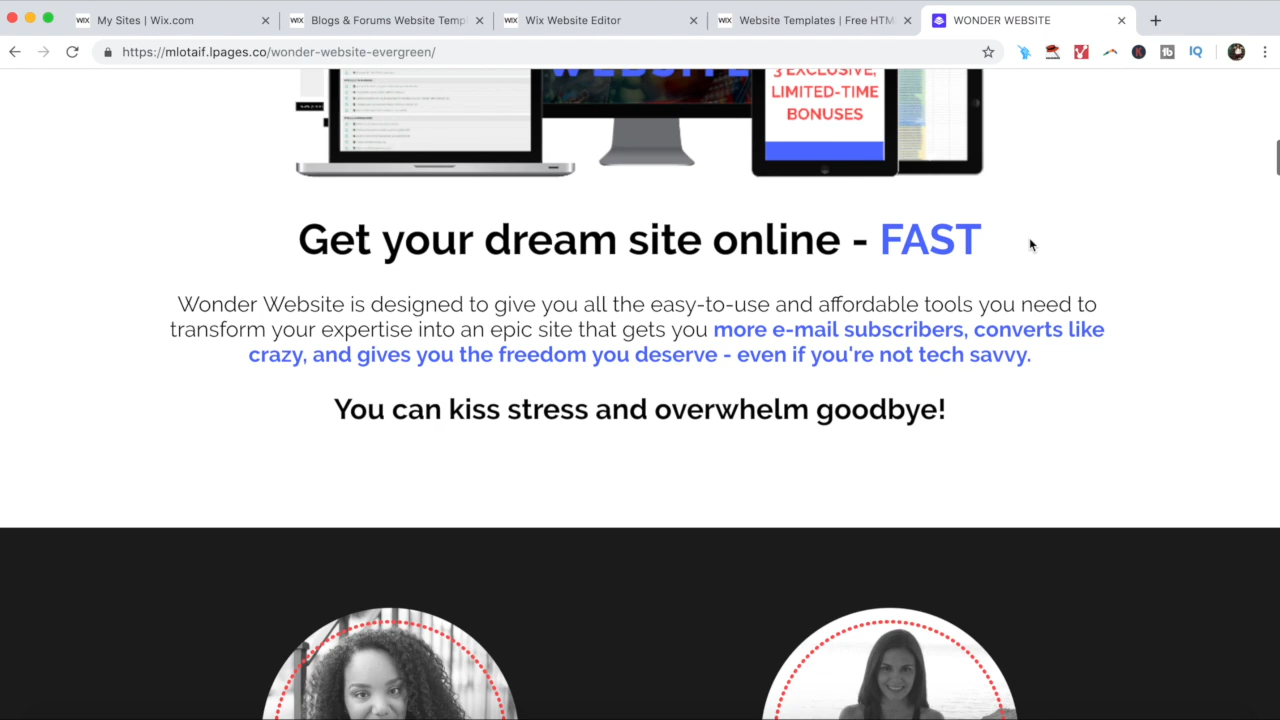 My Sites | Wix.com
Blogs & Forums Website Temp
Wix Website Editor
Website Templates | Free HTM
WONDER WEBSITE
https://mlotaif.lpages.co/wonder-website-evergreen/
WEBSITE
3 EXCLUSIVE,
LIMITED-TIME
BONUSES
Get your dream site online - FAST
Wonder Website is designed to give you all the easy-to-use and affordable tools you need to
transform your expertise into an epic site that gets you more e-mail subscribers, converts like
crazy, and gives you the freedom you deserve - even if you're not tech savvy.
You can kiss stress and overwhelm goodbye!